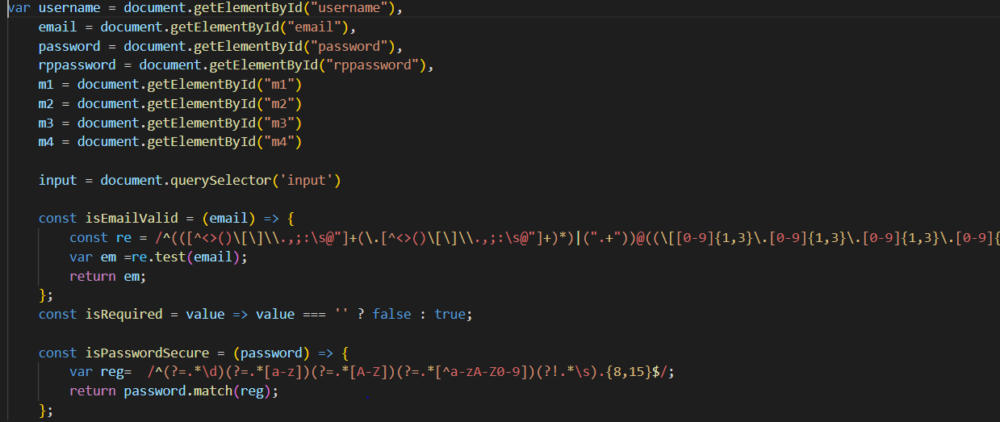 var username = document.getElementById("username"),
    email = document.getElementById("email"),
    password = document.getElementById("password"),
    rppassword = document.getElementById("rppassword"),
    m1 = document.getElementById("m1")
    m2 = document.getElementById("m2")
    m3 = document.getElementById("m3")
    m4 = document.getElementById("m4")
    input = document.querySelector('input')
    const isEmailValid = (email) => {
        const re = /^(([^<>()\[\]\\.,;:\s@"]+(\.[^<>()\[\]\\.,;:\s@"]+)*)|(".+"))@((\[[0-9]{1,3}\.[0-9]{1,3}\.[0-9]{1,3}\.[0-9]{
        var em =re.test(email);
        return em;
    };
    const isRequired = value => value === '' ? false : true;
    const isPasswordSecure = (password) => {
        var reg=  /^(?=.*\d)(?=.*[a-z])(?=.*[A-Z])(?=.*[^a-zA-Z0-9])(?!.*\s).{8,15}$/;
        return password.match(reg);
    };